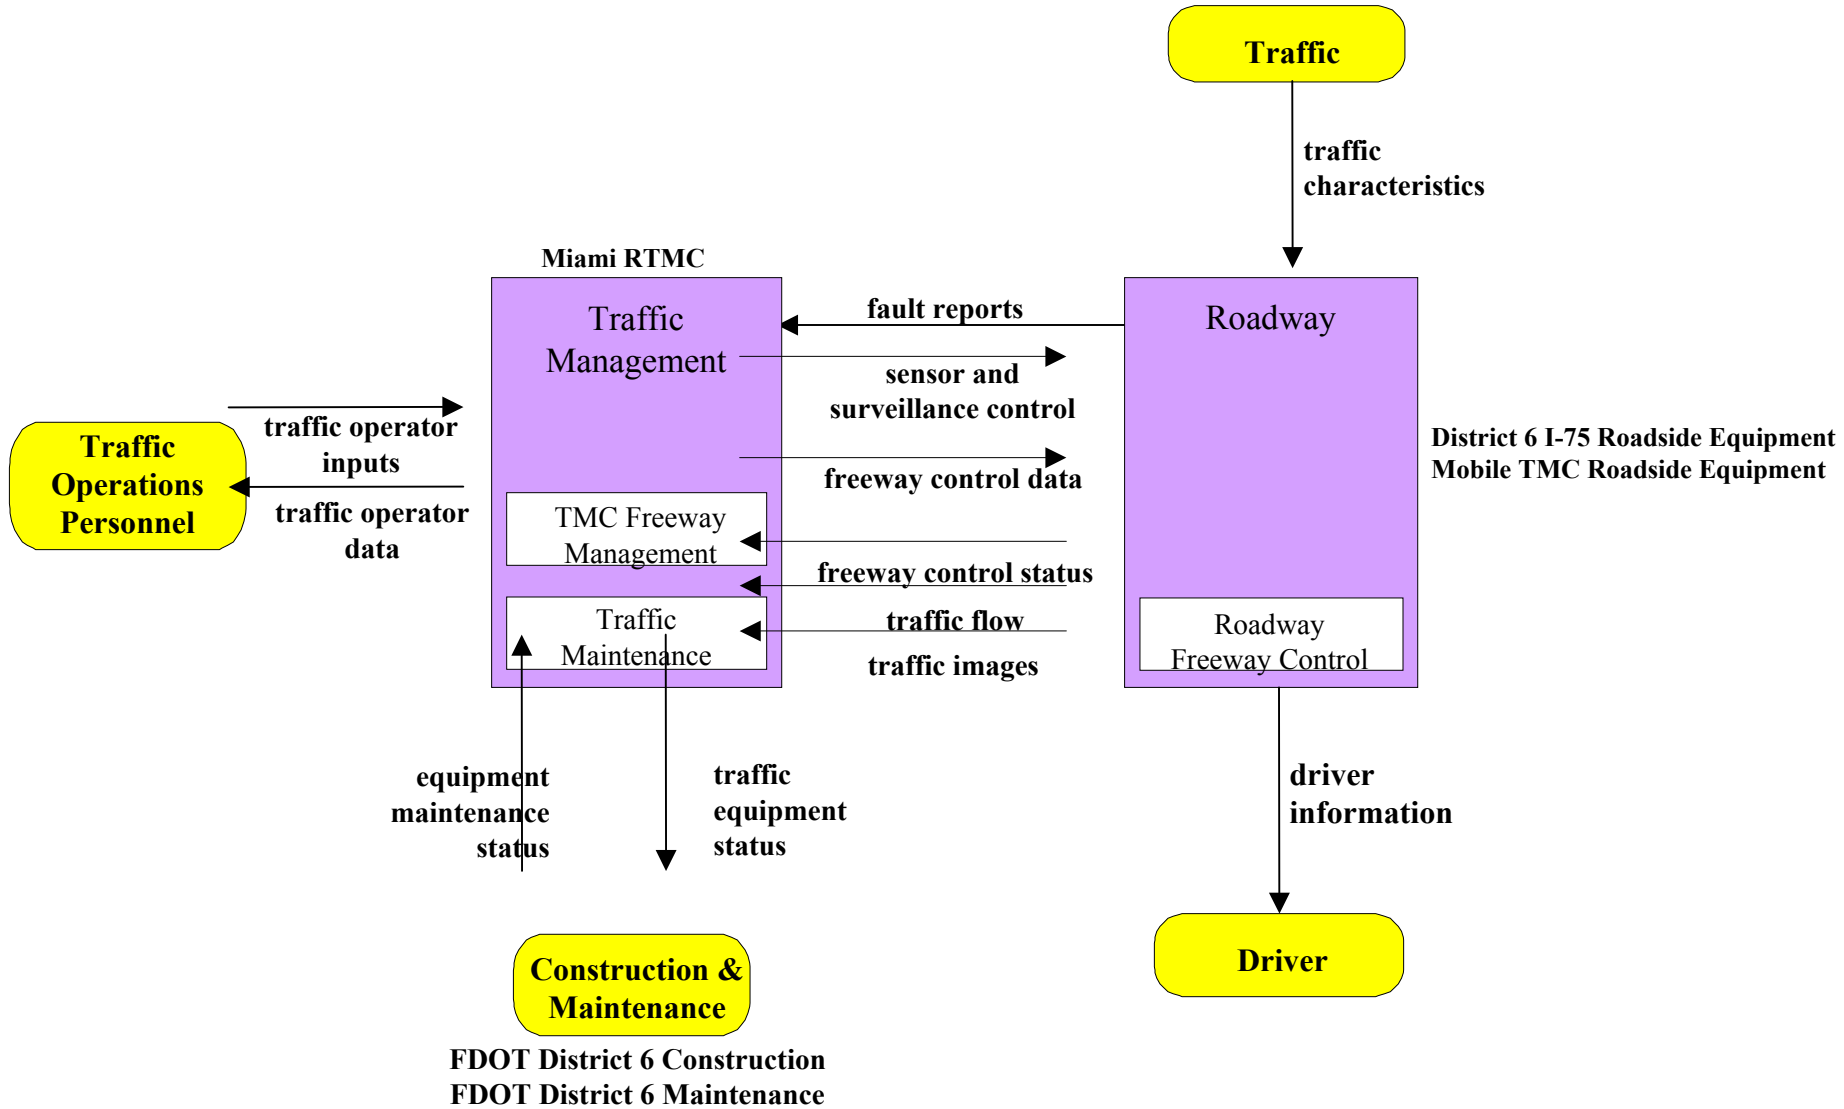 Traffic
traffic
characteristics
Miami RTMC
Traffic
Management
fault reports
Roadway
sensor and
surveillance control
traffic operator
inputs
Traffic
Operations
Personnel
traffic operator
data
freeway control data
District 6 I-75 Roadside Equipment
Mobile TMC Roadside Equipment
TMC Freeway
Management
freeway control status
Traffic
Maintenance
traffic flow
traffic images
Roadway
Freeway Control
equipment
maintenance
status
traffic
equipment
status
driver
information
Construction &
Maintenance
Driver
FDOT District 6 Construction
FDOT District 6 Maintenance